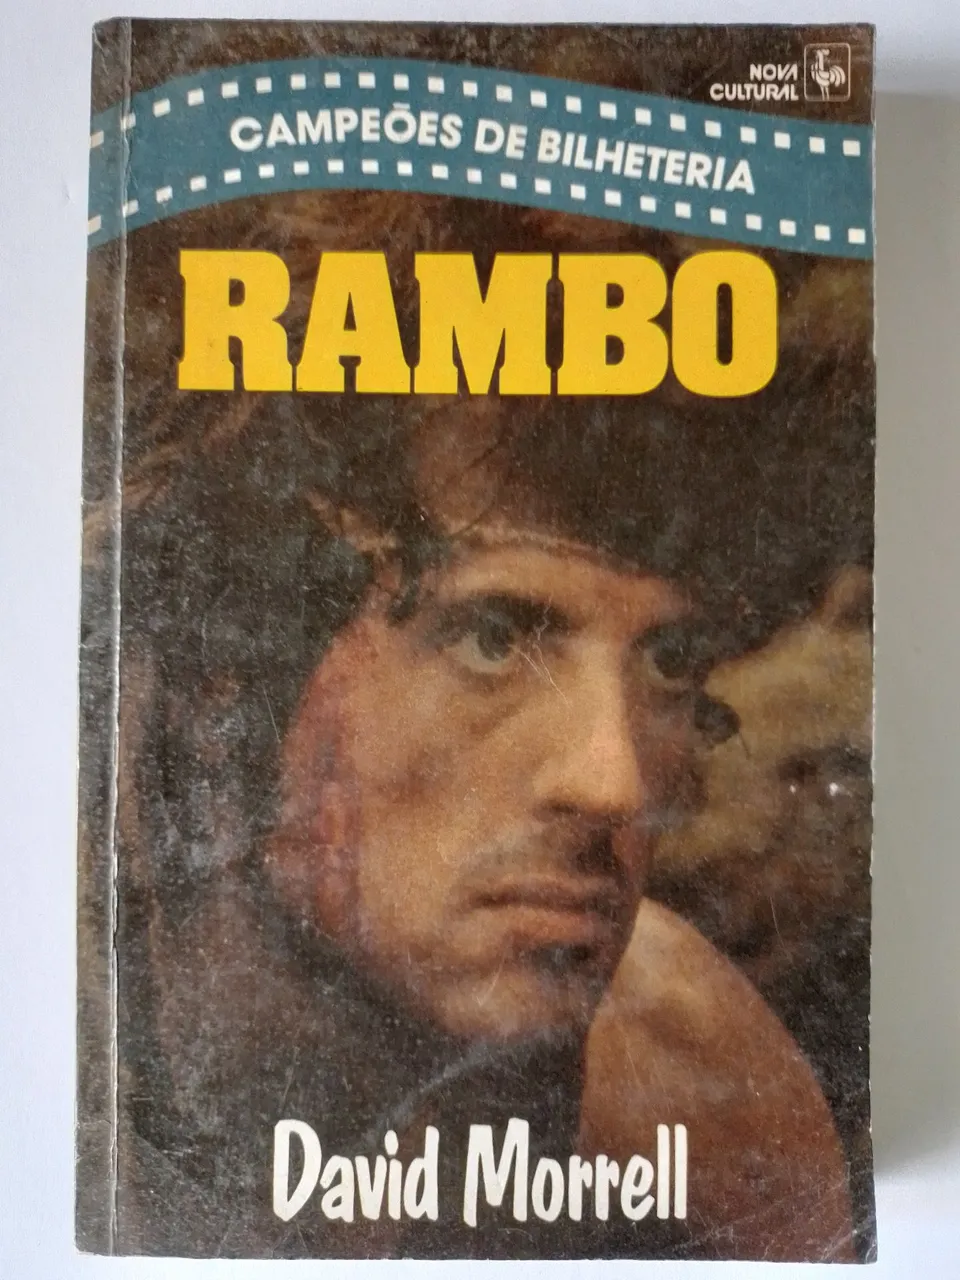 NOVA
CULTURAL
CAMPEÕES DE BILHETERIA
RAMBO
David Morrell